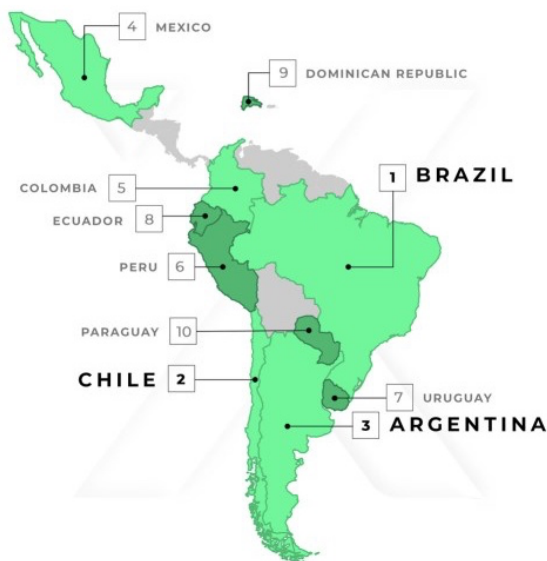 4 MEXICO
9 DOMINICAN REPUBLIC
1 BRAZIL
COLOMBIA 5
ECUADOR 8
PERU 6
PARAGUAY 10
CHILE 2
7 URUGUAY
3 ARGENTINA